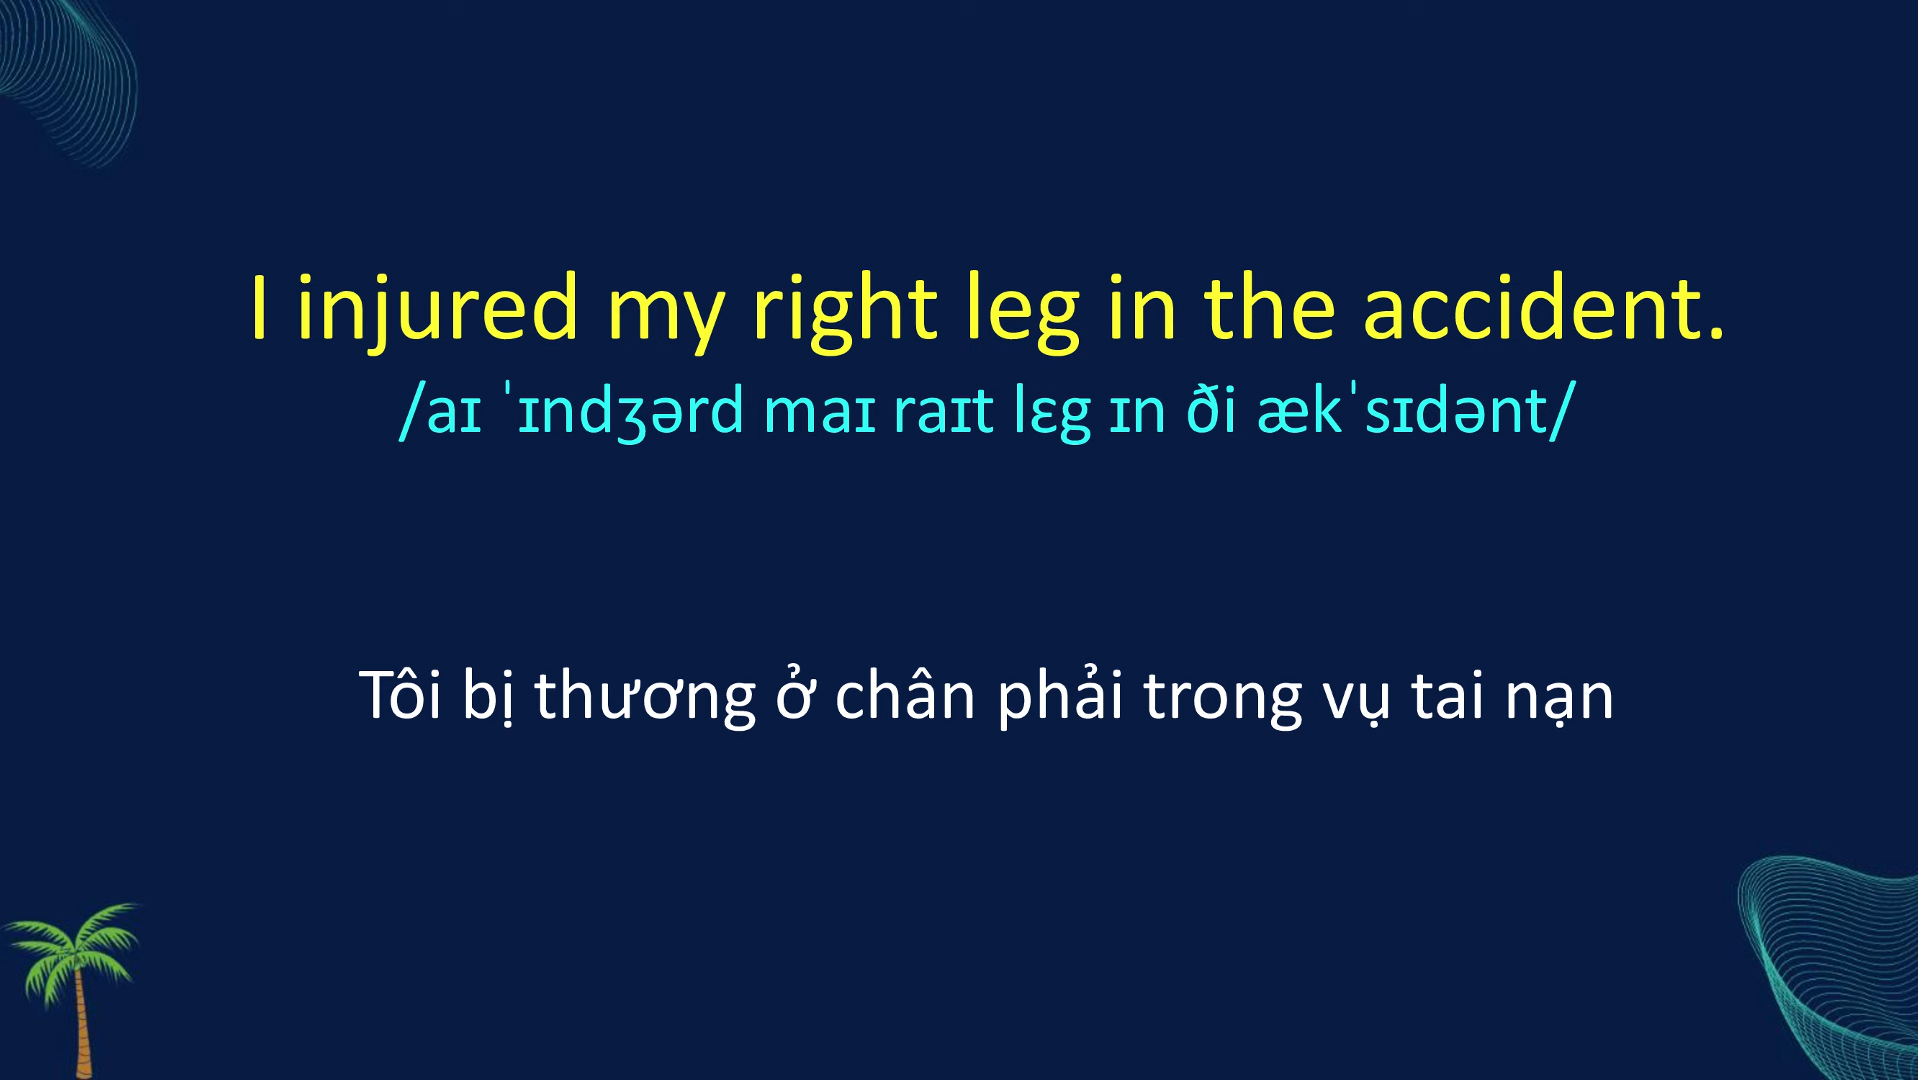 I injured my right leg in the accident.
/aɪ ˈɪndʒərd maɪ raɪt lɛg ɪn ði ækˈsɪdənt/
Tôi bị thương ở chân phải trong vụ tai nạn